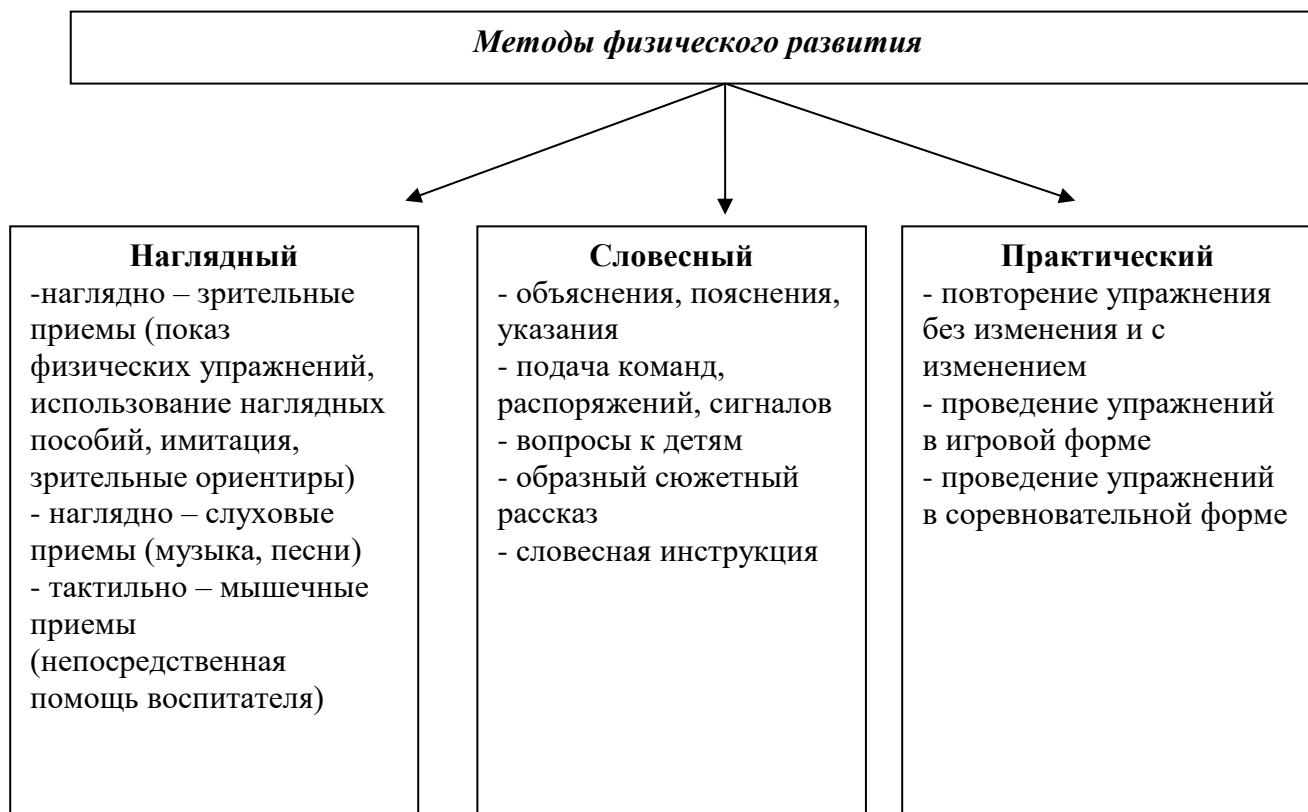 Методы физического развития
Наглядный
-наглядно – зрительные
приемы (показ
физических упражнений,
использование наглядных
пособий, имитация,
зрительные ориентиры)
- наглядно – слуховые
приемы (музыка, песни)
- тактильно – мышечные
приемы
(непосредственная
помощь воспитателя)
Словесный
- объяснения, пояснения,
указания
- подача команд,
распоряжений, сигналов
- вопросы к детям
- образный сюжетный
рассказ
- словесная инструкция
Практический
- повторение упражнения
без изменения и с
изменением
- проведение упражнений
в игровой форме
- проведение упражнений
в соревновательной форме